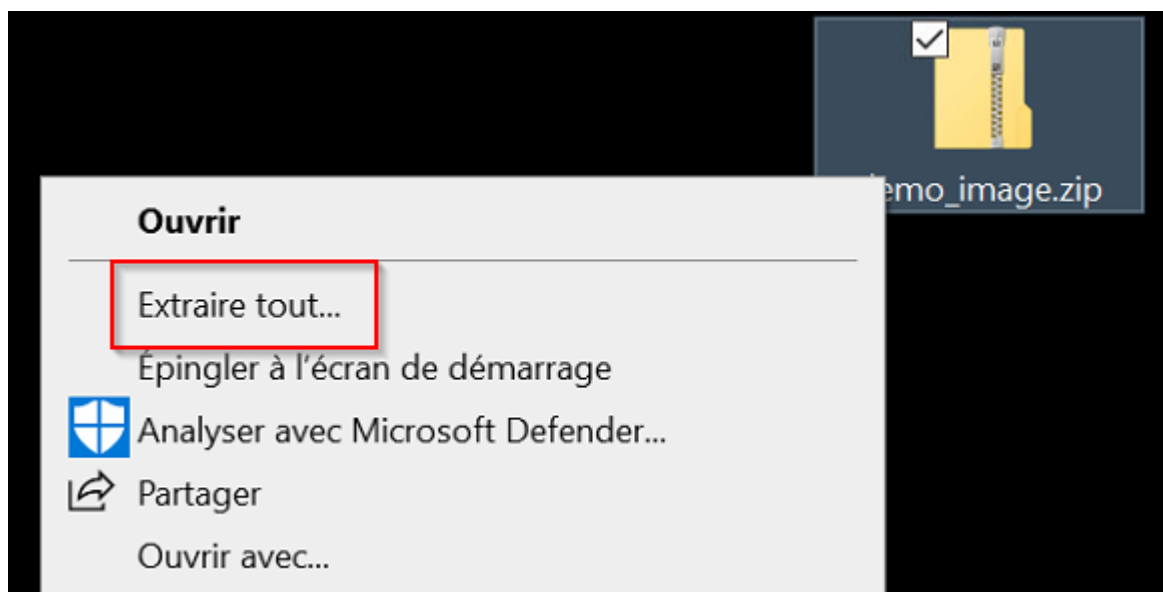 emo_image.zip
Ouvrir
Extraire tout...
Épingler à l'écran de démarrage
Analyser avec Microsoft Defender...
Partager
Ouvrir avec...